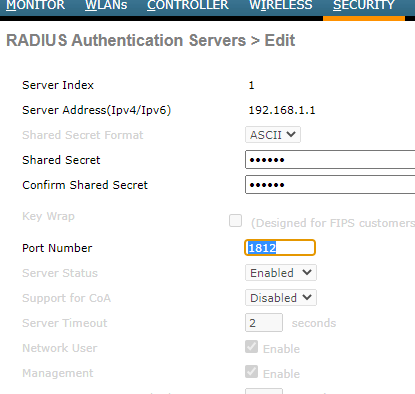 MONITOR WLANs CONTROLLER WIRELESS SECURITY
RADIUS Authentication Servers > Edit
Server Index 1
Server Address(Ipv4/Ipv6) 192.168.1.1
Shared Secret Format ASCII
Shared Secret ••••••
Confirm Shared Secret ••••••
Key Wrap (Designed for FIPS customers
Port Number 1812
Server Status Enabled
Support for CoA Disabled
Server Timeout 2 seconds
Network User Enable
Management Enable